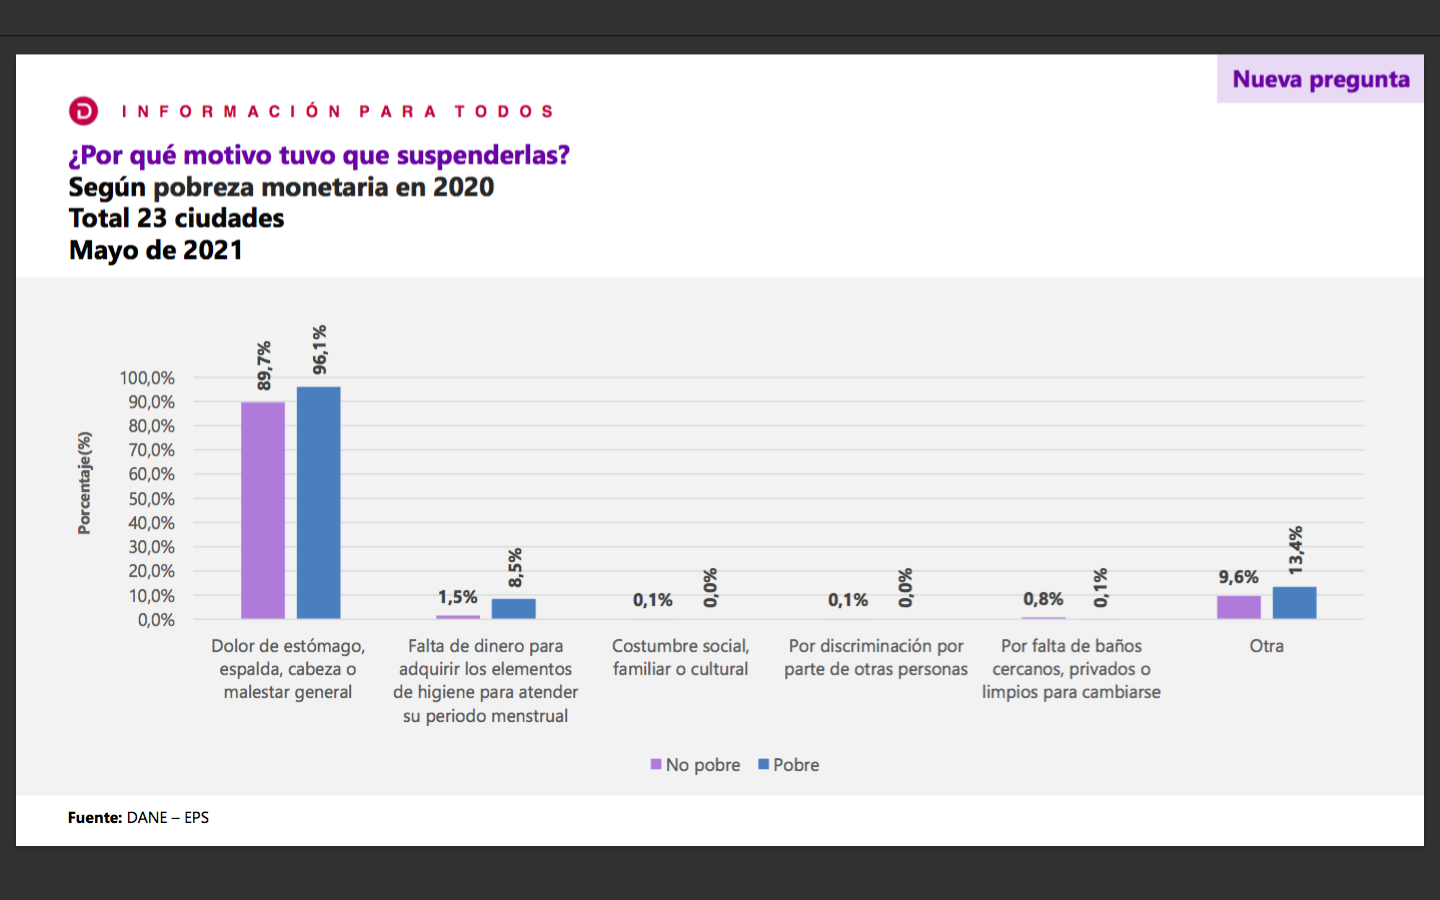 Nueva pregunta
INFORMACIÓN PARA TODOS
¿Por qué motivo tuvo que suspenderlas?
Según pobreza monetaria en 2020
Total 23 ciudades
Mayo de 2021
Porcentaje(%)
100,0%
90,0%
80,0%
70,0%
60,0%
50,0%
40,0%
30,0%
20,0%
10,0%
0,0%
89,7%
96,1%
1,5%
8,5%
0,1%
0,0%
0,1%
0,0%
0,8%
0,1%
9,6%
13,4%
Dolor de estómago,
espalda, cabeza o
malestar general
Falta de dinero para
adquirir los elementos
de higiene para atender
su periodo menstrual
Costumbre social,
familiar o cultural
Por discriminación por
parte de otras personas
Por falta de baños
cercanos, privados o
limpios para cambiarse
Otra
No pobre
Pobre
Fuente: DANE – EPS